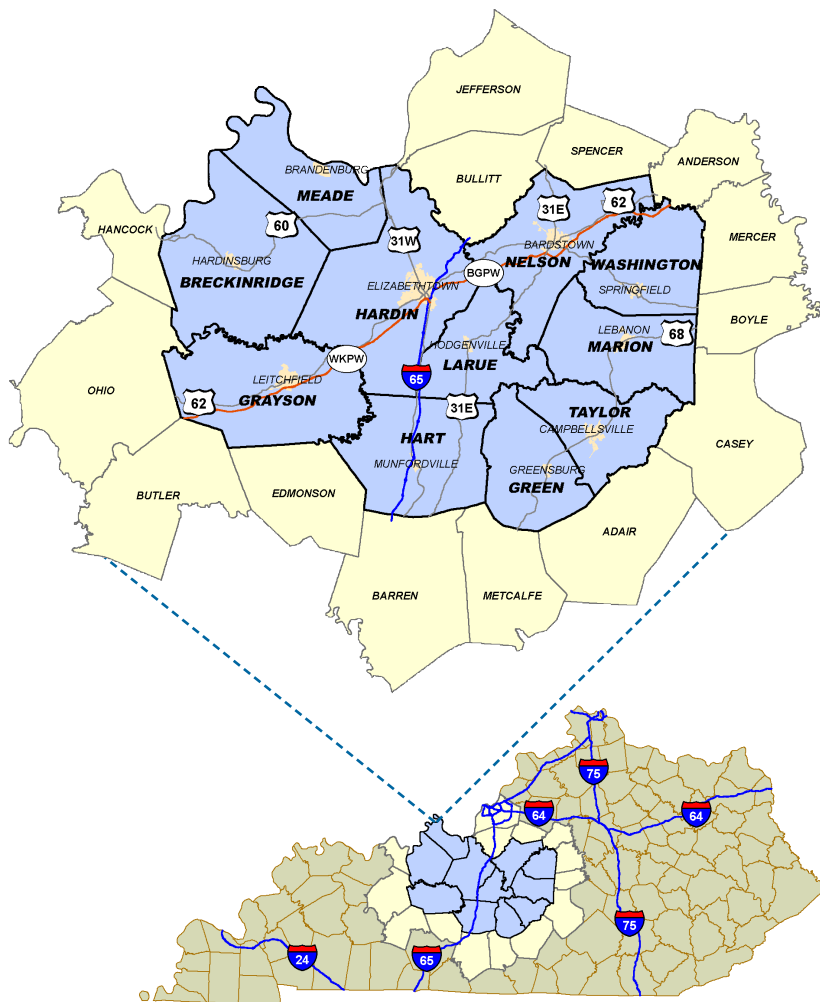 JEFFERSON
SPENCER
ANDERSON
BRANDENBURG
MEADE
BULLITT
31E
62
HANCOCK
60
31W
BARDSTOWN
MERCER
HARDINSBURG
NELSON
WASHINGTON
BRECKINRIDGE
BGPW
ELIZABETHTOWN
SPRINGFIELD
HARDIN
BOYLE
LEBANON
68
HODGENVILLE
MARION
WKPW
LARUE
LEITCHFIELD
65
OHIO
62
GRAYSON
31E
TAYLOR
CAMPBELLSVILLE
HART
CASEY
MUNFORDVILLE
GREENSBURG
GREEN
BUTLER
EDMONSON
ADAIR
BARREN
METCALFE
75
64
64
75
24
65